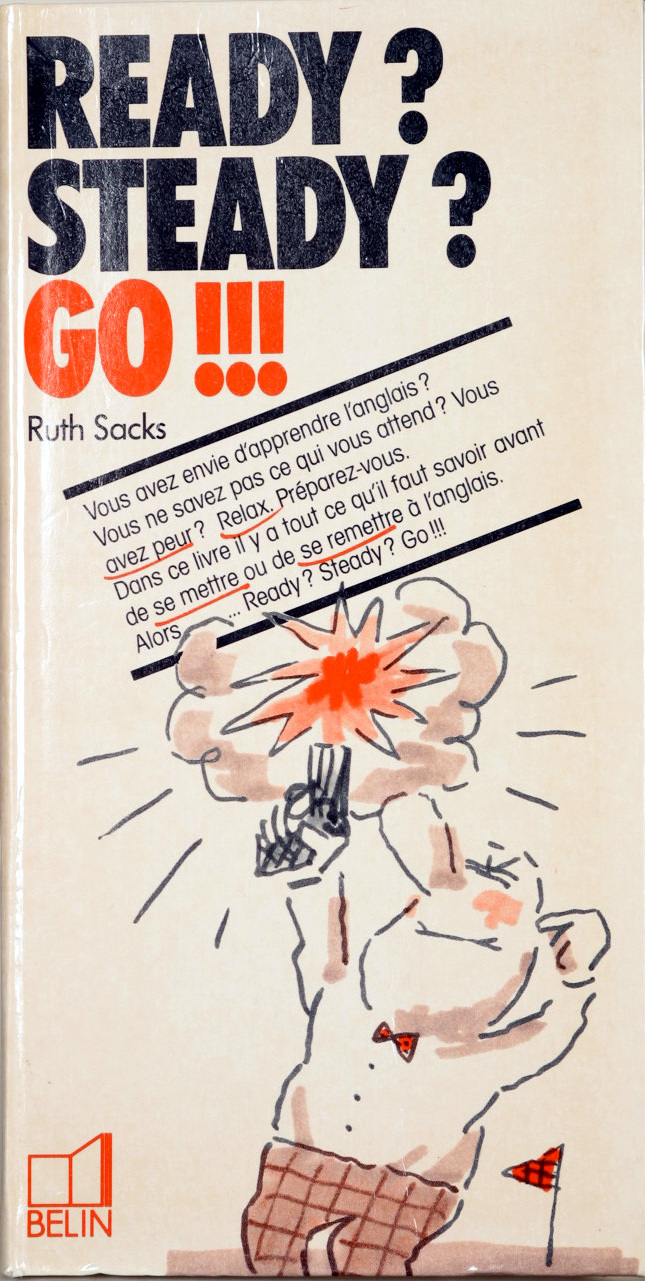 READY ?
STEADY ?
GO !!!
Ruth Sacks
Vous avez envie d'apprendre l'anglais ?
Vous ne savez pas ce qui vous attend ? Vous
avez peur ? Relax. Préparez-vous.
Dans ce livre il y a tout ce qu'il faut savoir avant
de se mettre ou de se remettre à l'anglais.
Alors ... Ready ? Steady ? Go !!!
BELIN